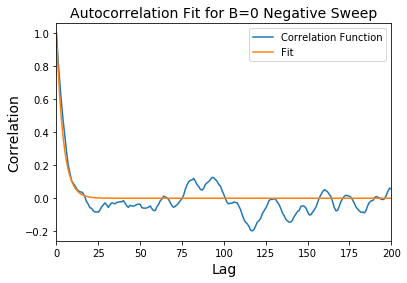 Autocorrelation Fit for B=0 Negative Sweep
Correlation Function
Fit
Correlation
1.0
0.8
0.6
0.4
0.2
0.0
−0.2
0 25 50 75 100 125 150 175 200
Lag